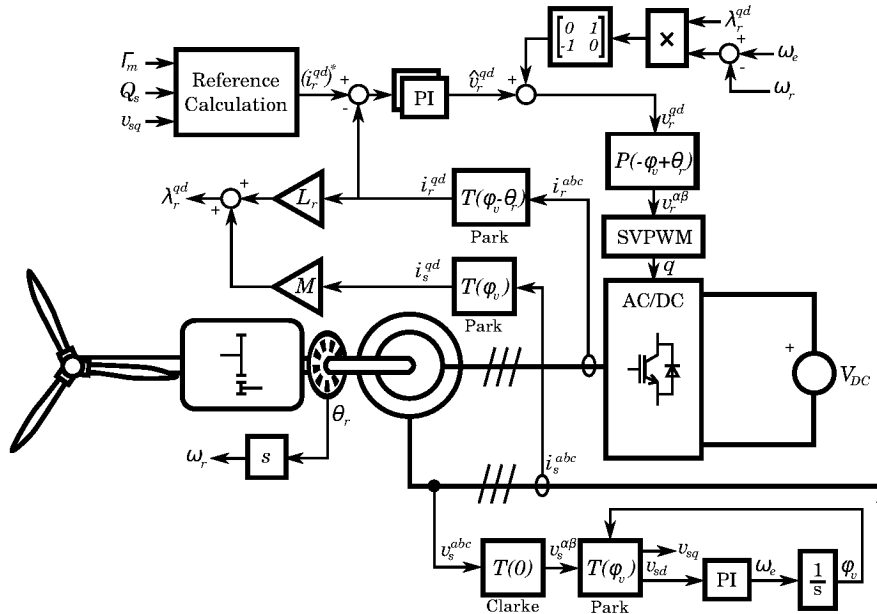 Γₘ
Qₛ
v_sq
Reference
Calculation
(i_r^qd)*
+
-
PI
v̂_r^qd
+
+
[0 1
-1 0]
×
λ_r^qd
+
-
ω_e
ω_r
v_r^qd
P(-φ_v+θ_r)
v_r^αβ
SVPWM
q
AC/DC
+
V_DC
λ_r^qd
+
+
L_r
i_r^qd
T(φ_v-θ_r)
Park
i_r^abc
M
i_s^qd
T(φ_v)
Park
θ_r
ω_r
s
i_s^abc
v_s^abc
T(0)
Clarke
v_s^αβ
T(φ_v)
Park
v_sq
v_sd
PI
ω_e
1
s
φ_v